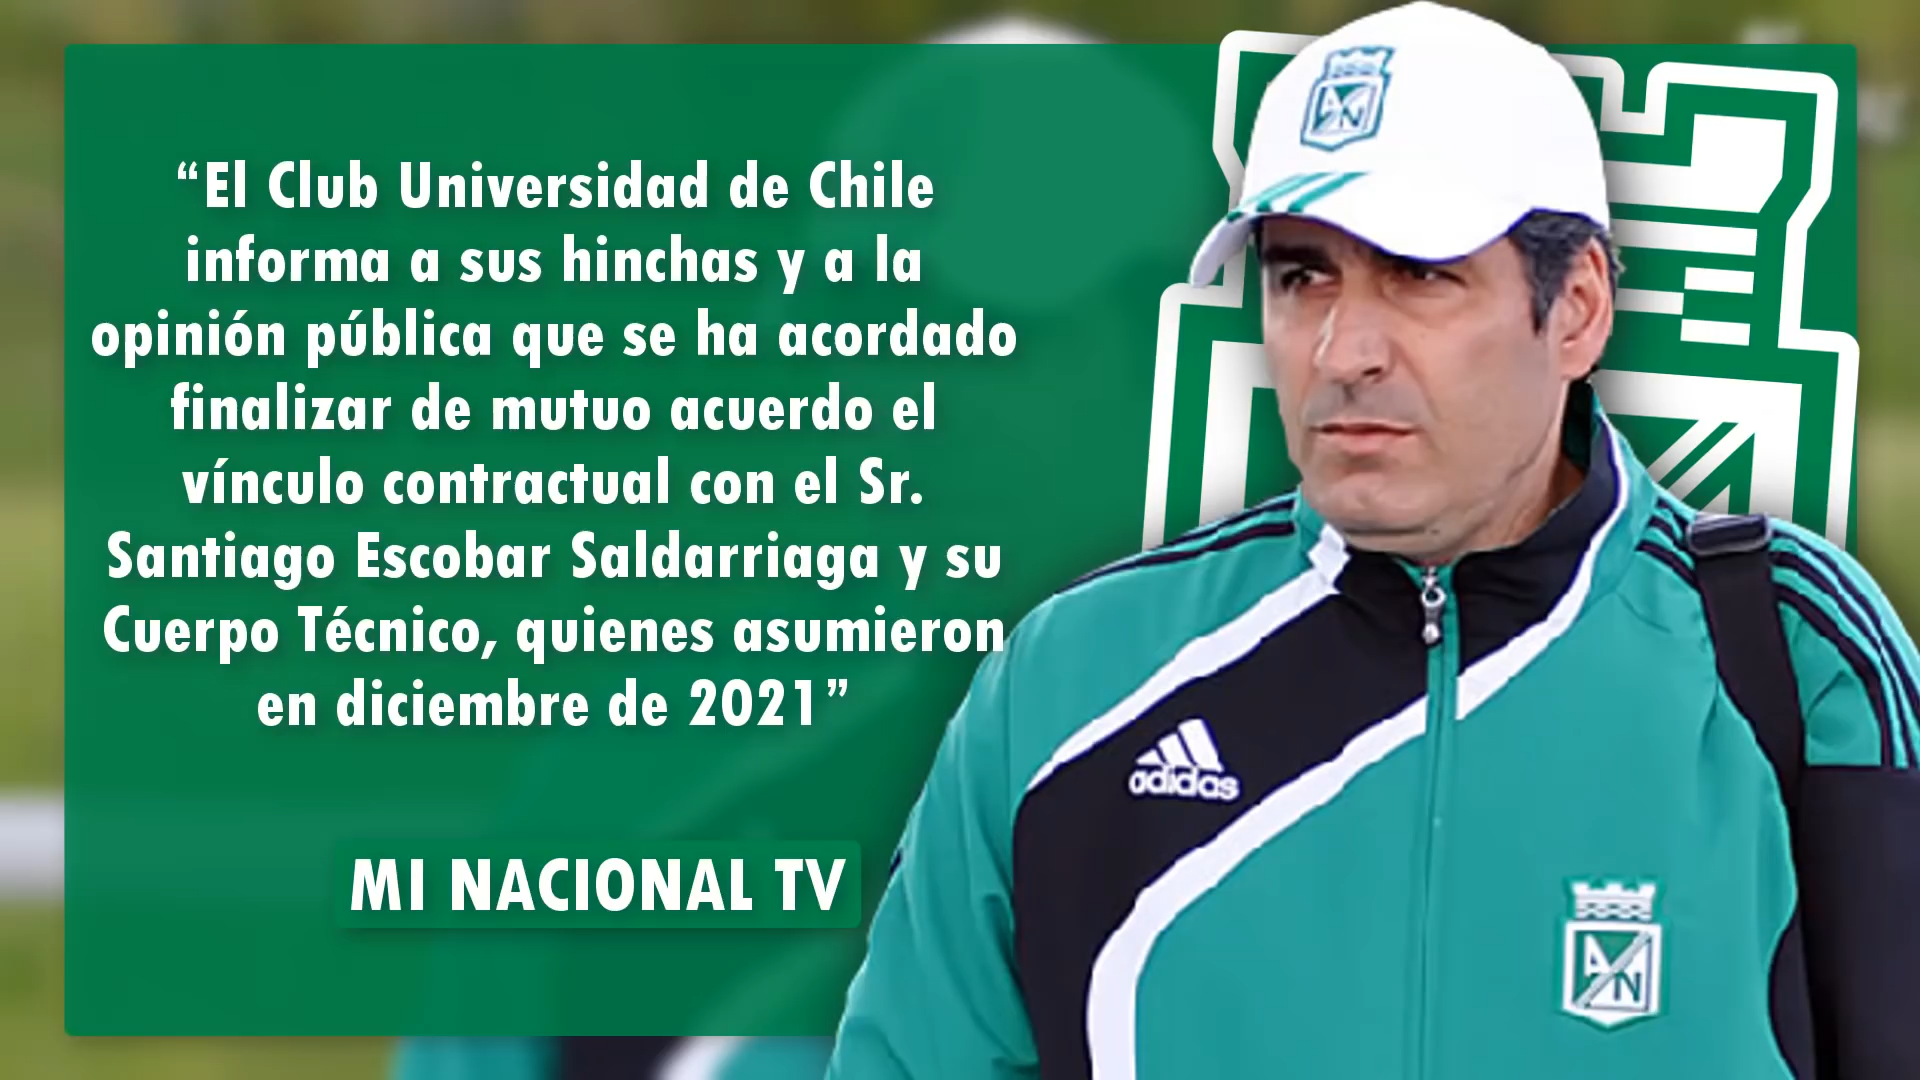 “El Club Universidad de Chile
informa a sus hinchas y a la
opinión pública que se ha acordado
finalizar de mutuo acuerdo el
vínculo contractual con el Sr.
Santiago Escobar Saldarriaga y su
Cuerpo Técnico, quienes asumieron
en diciembre de 2021”
MI NACIONAL TV
AN
adidas
AN